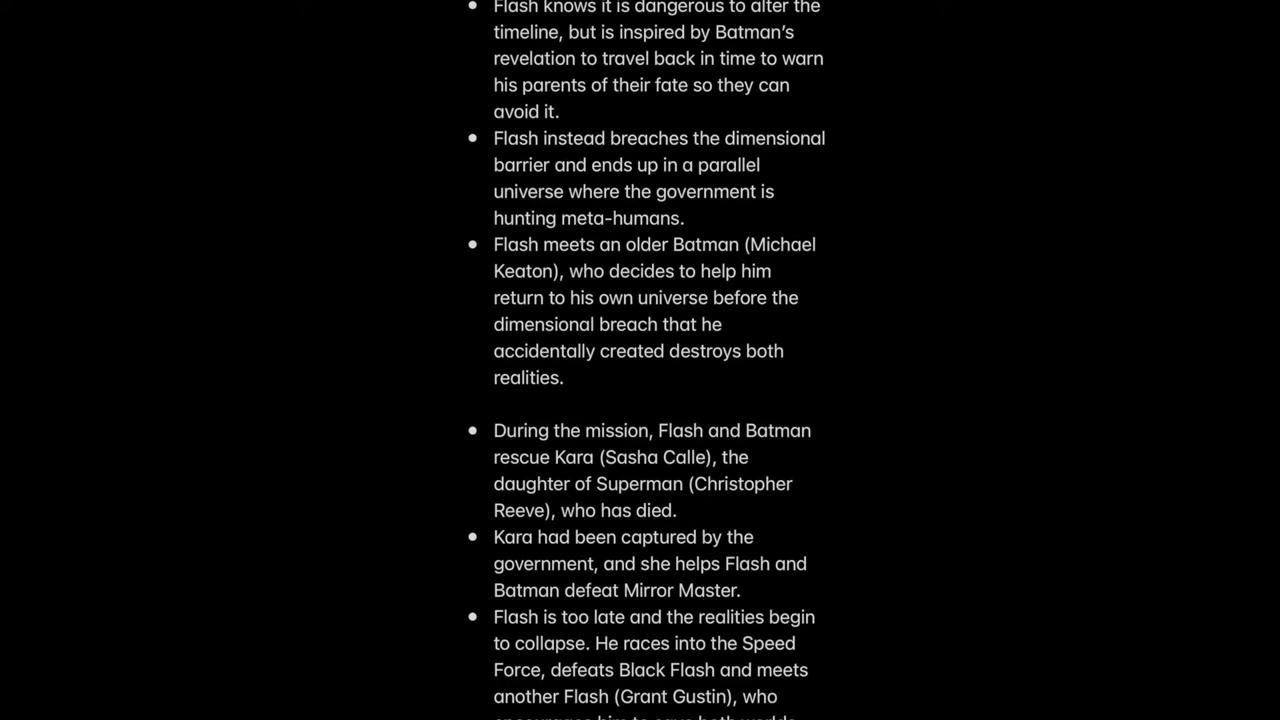 • Flash knows it is dangerous to alter the
timeline, but is inspired by Batman's
revelation to travel back in time to warn
his parents of their fate so they can
avoid it.
• Flash instead breaches the dimensional
barrier and ends up in a parallel
universe where the government is
hunting meta-humans.
• Flash meets an older Batman (Michael
Keaton), who decides to help him
return to his own universe before the
dimensional breach that he
accidentally created destroys both
realities.
• During the mission, Flash and Batman
rescue Kara (Sasha Calle), the
daughter of Superman (Christopher
Reeve), who has died.
• Kara had been captured by the
government, and she helps Flash and
Batman defeat Mirror Master.
• Flash is too late and the realities begin
to collapse. He races into the Speed
Force, defeats Black Flash and meets
another Flash (Grant Gustin), who
encourages him to save both worlds